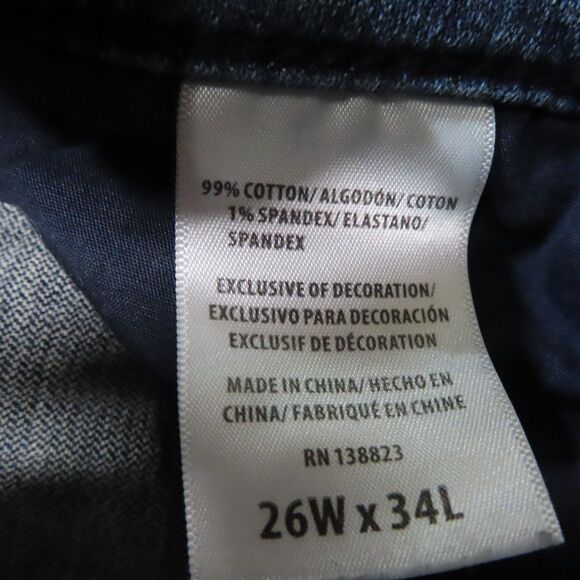 99% COTTON/ ALGODÓN/ COTON
1% SPANDEX/ ELASTANO/
SPANDEX
EXCLUSIVE OF DECORATION/
EXCLUSIVO PARA DECORACIÓN
EXCLUSIF DE DÉCORATION
MADE IN CHINA/ HECHO EN
CHINA/ FABRIQUÉ EN CHINE
RN 138823
26W x 34L